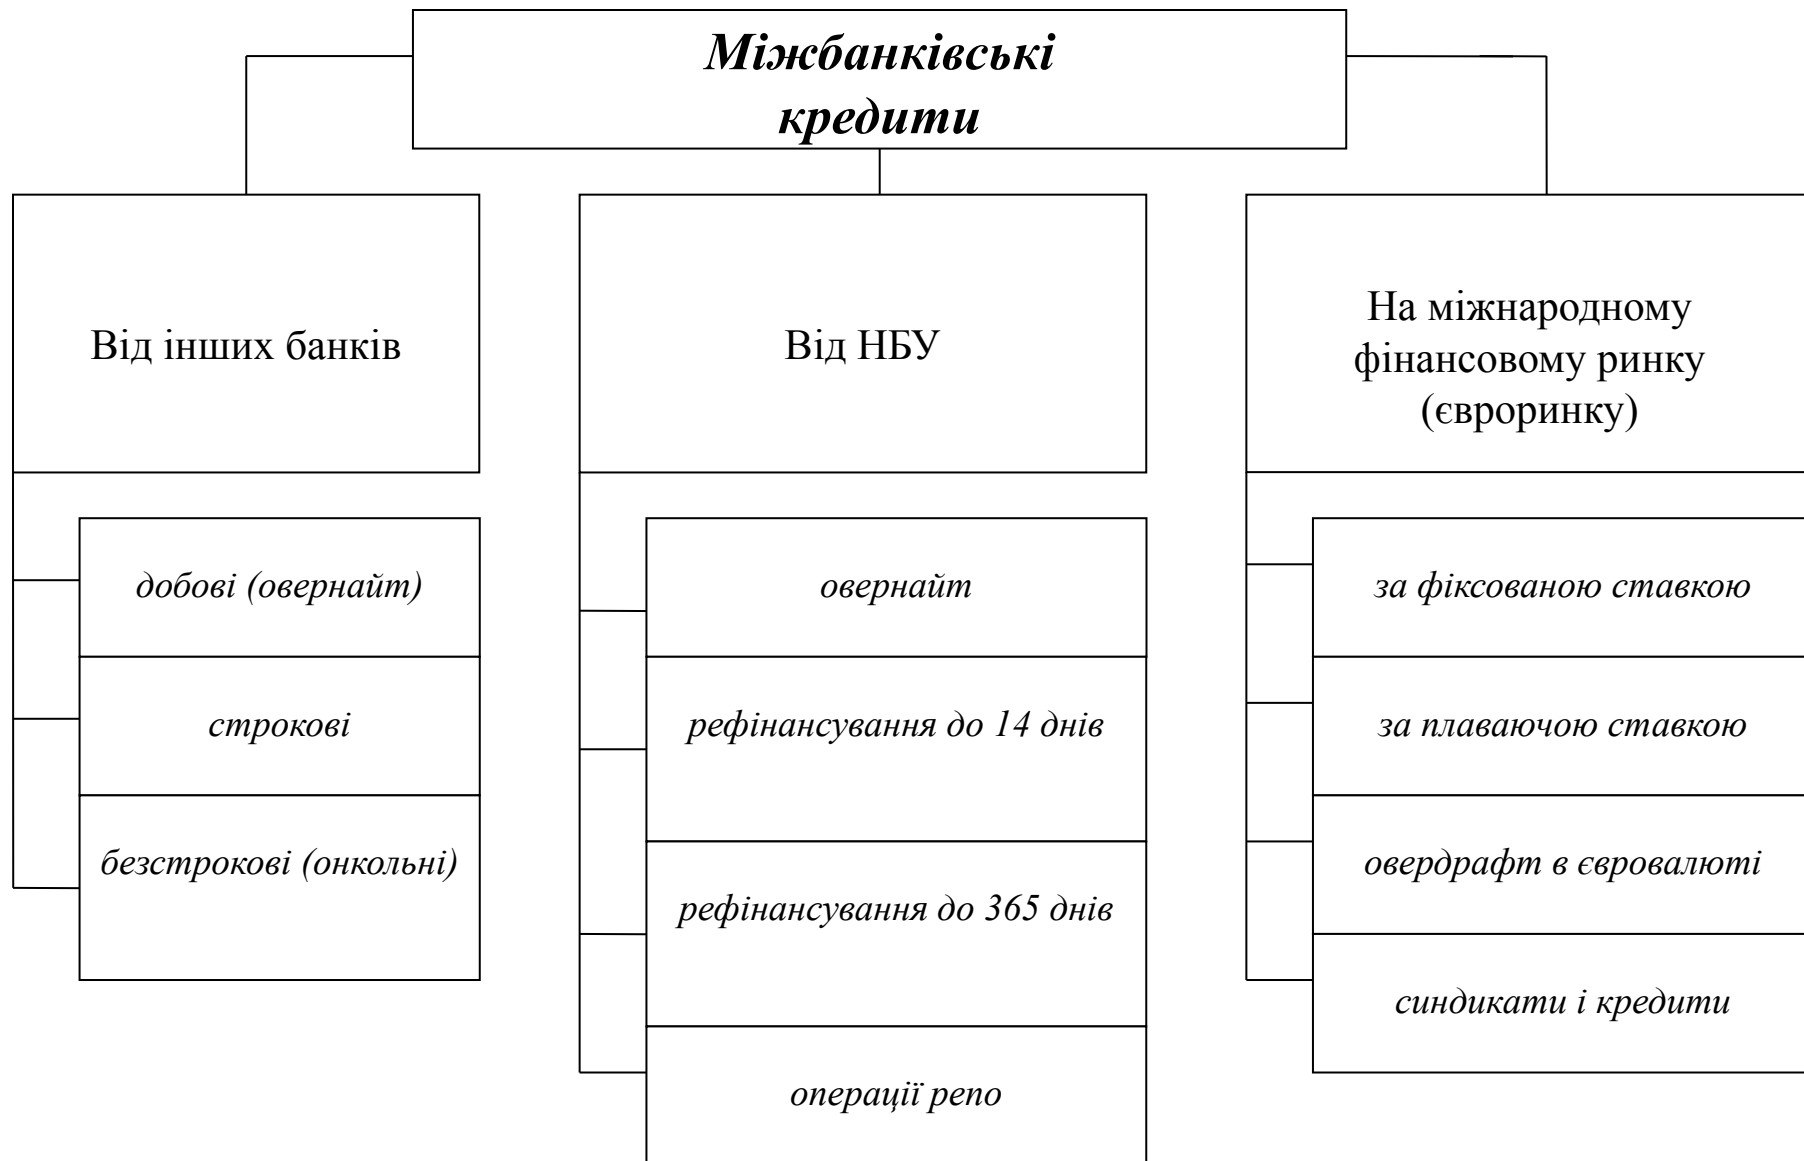 Міжбанківські
кредити
Від інших банків
добові (овернайт)
строкові
безстрокові (онкольні)
Від НБУ
овернайт
рефінансування до 14 днів
рефінансування до 365 днів
операції репо
На міжнародному
фінансовому ринку
(євроринку)
за фіксованою ставкою
за плаваючою ставкою
овердрафт в євровалюті
синдикати і кредити